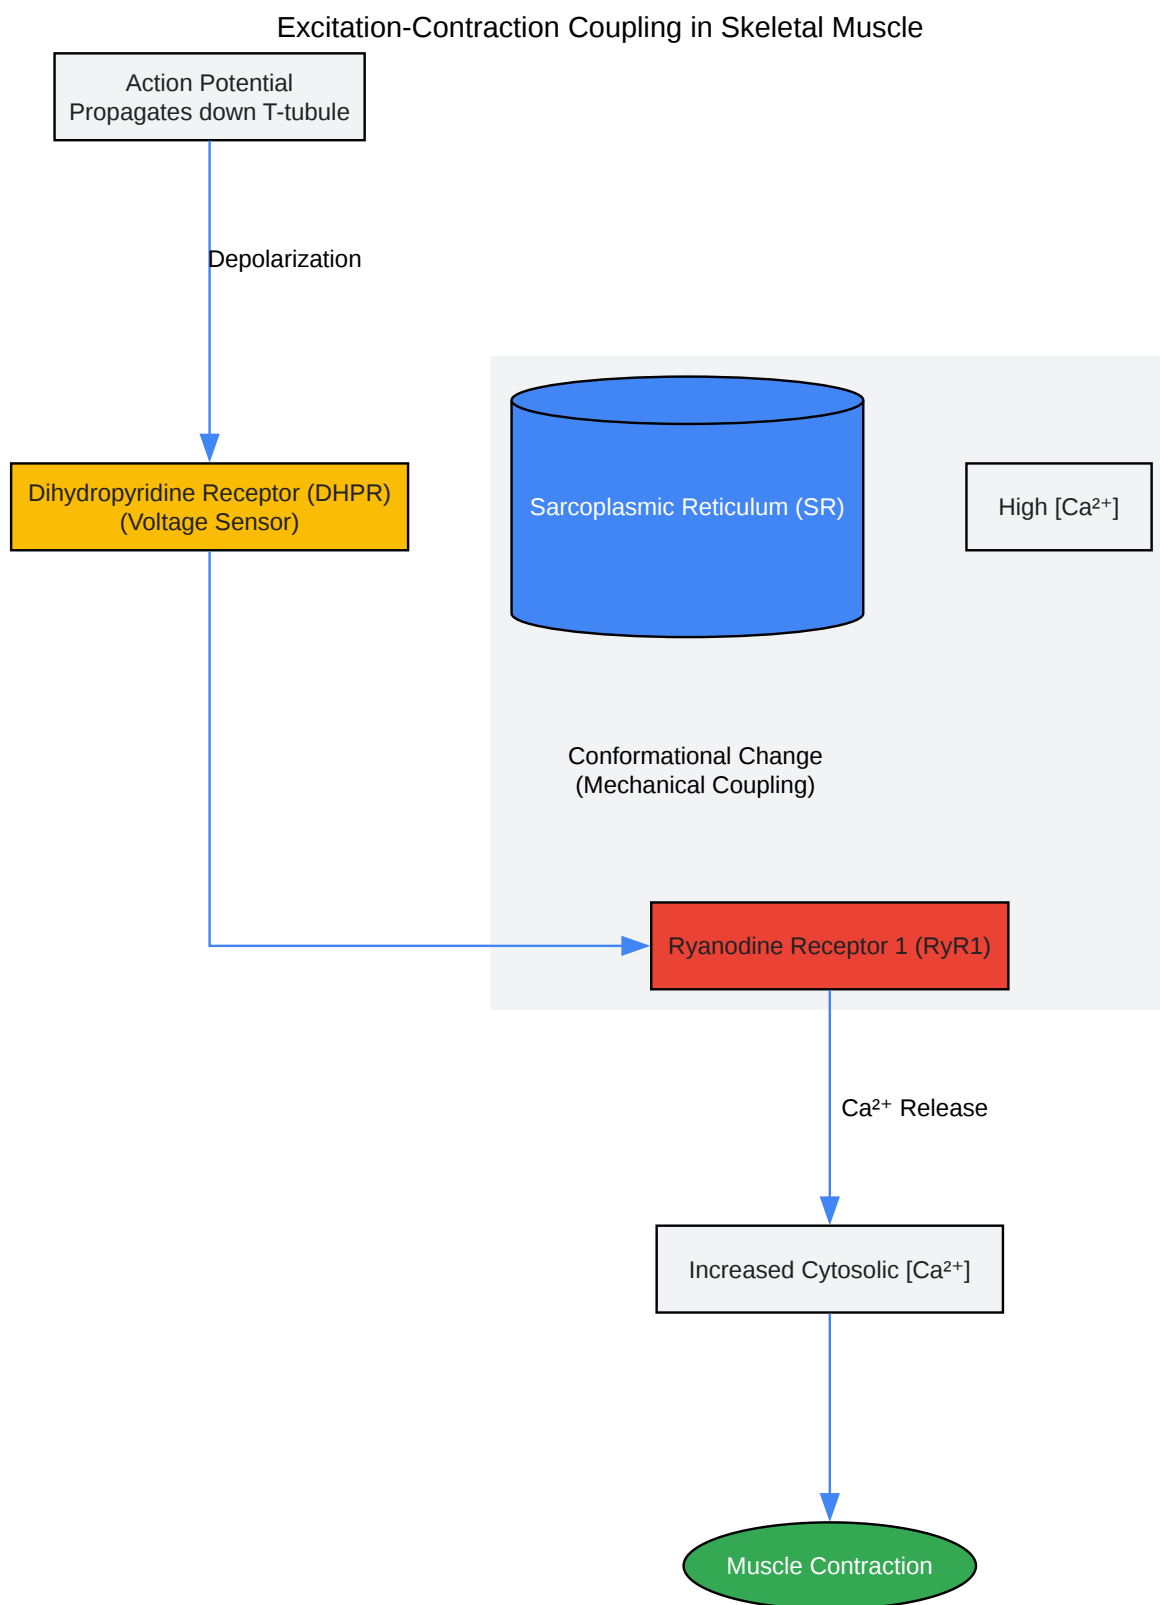 Excitation-Contraction Coupling in Skeletal Muscle
Action Potential
Propagates down T-tubule
Depolarization
Dihydropyridine Receptor (DHPR)
(Voltage Sensor)
Sarcoplasmic Reticulum (SR)
High [Ca²⁺]
Conformational Change
(Mechanical Coupling)
Ryanodine Receptor 1 (RyR1)
Ca²⁺ Release
Increased Cytosolic [Ca²⁺]
Muscle Contraction